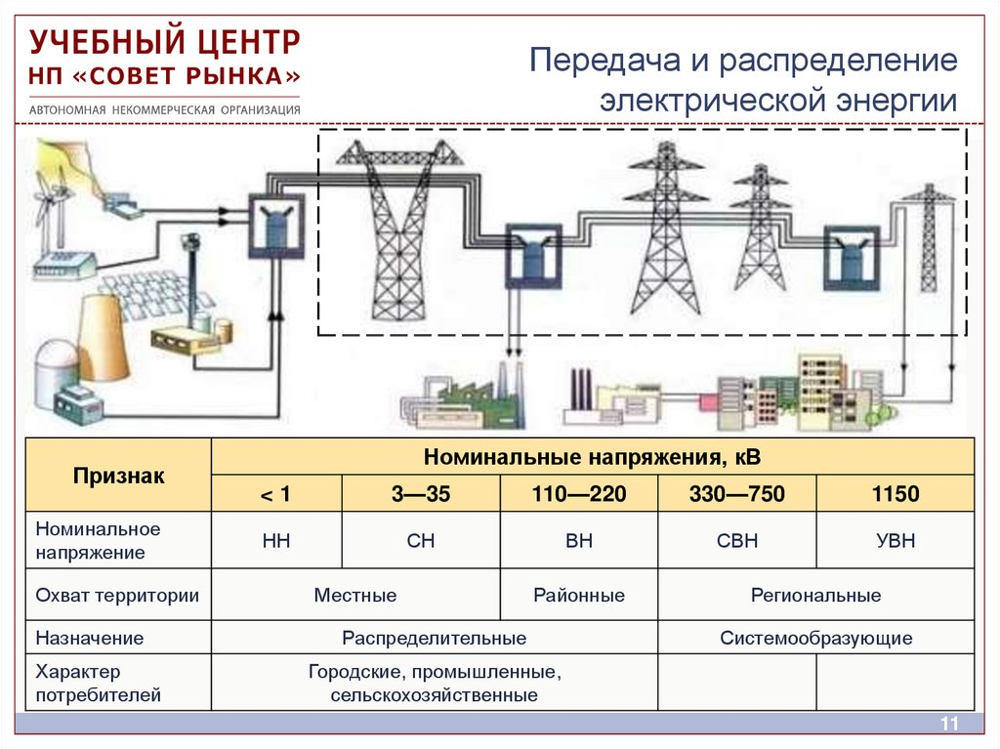 УЧЕБНЫЙ ЦЕНТР
НП «СОВЕТ РЫНКА»
АВТОНОМНАЯ НЕКОММЕРЧЕСКАЯ ОРГАНИЗАЦИЯ
Передача и распределение
электрической энергии
Признак
Номинальные напряжения, кВ
< 1
3—35
110—220
330—750
1150
Номинальное
напряжение
НН
СН
ВН
СВН
УВН
Охват территории
Местные
Районные
Региональные
Назначение
Распределительные
Системообразующие
Характер
потребителей
Городские, промышленные,
сельскохозяйственные
11